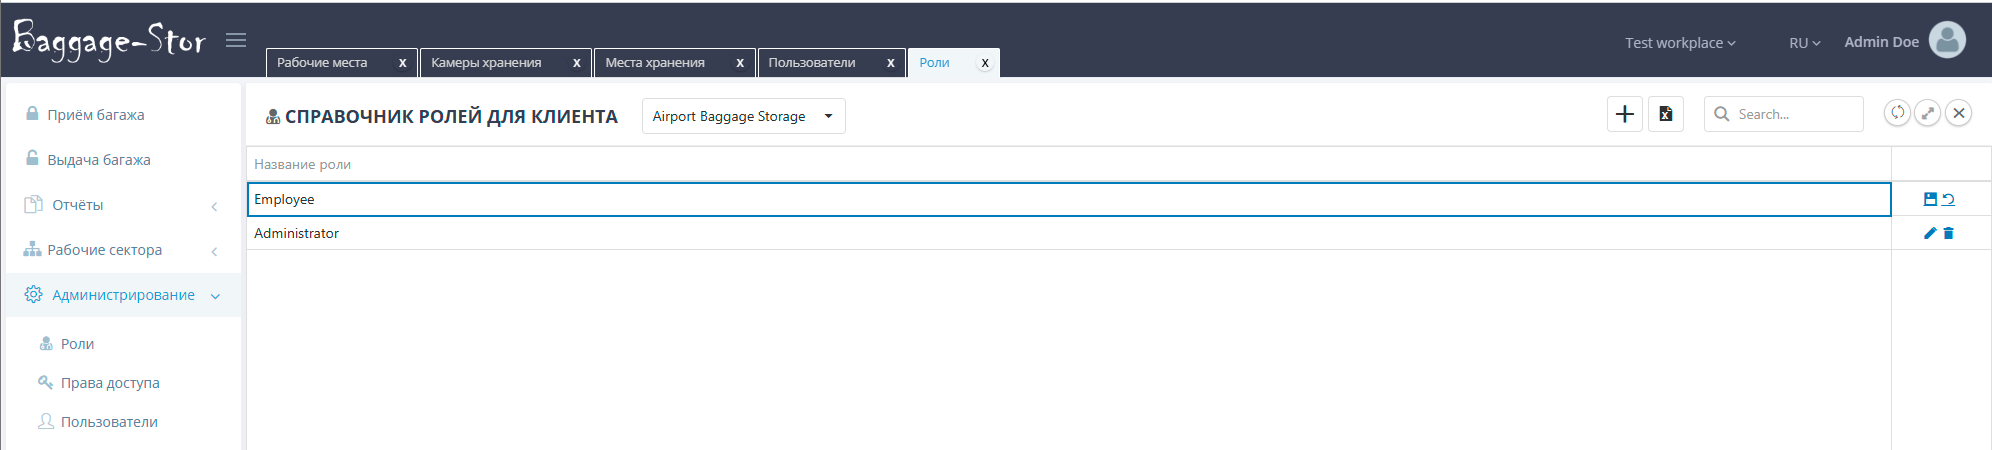 Baggage-Stor
Рабочие места x Камеры хранения x Места хранения x Пользователи x Роли x
Test workplace RU Admin Doe
Приём багажа
Выдача багажа
Отчёты
Рабочие сектора
Администрирование
Роли
Права доступа
Пользователи
СПРАВОЧНИК РОЛЕЙ ДЛЯ КЛИЕНТА Airport Baggage Storage Search...
Название роли
Employee
Administrator